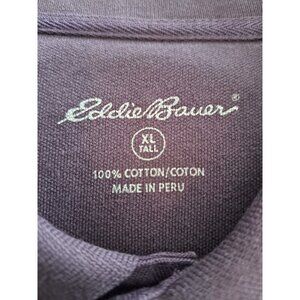 Eddie Bauer®
XL
TALL
100% COTTON/COTON
MADE IN PERU